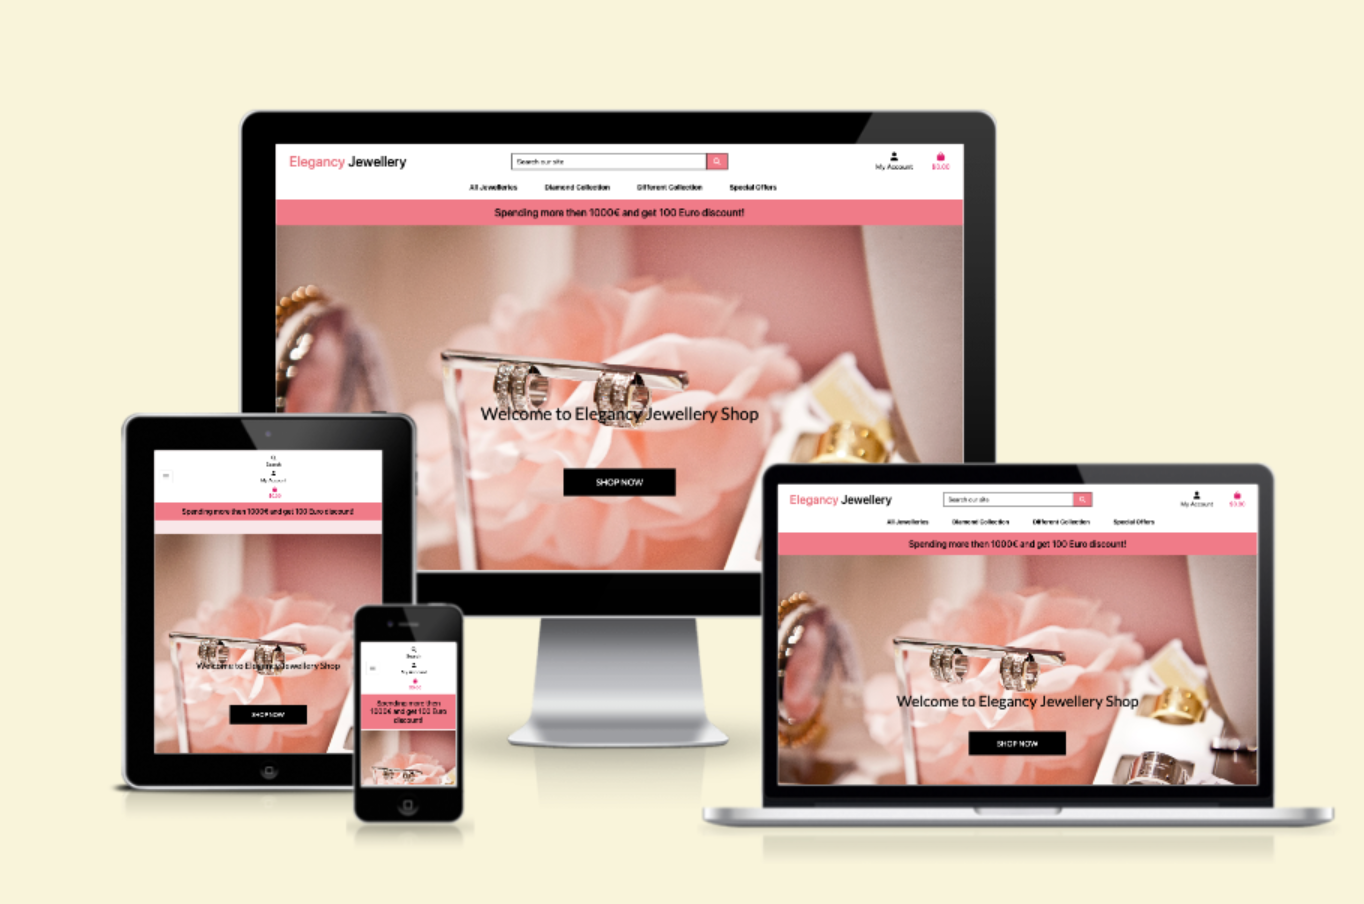 Elegancy Jewellery
Search our site
My Account
$0.00
All Jewelleries Diamond Collection Different Collection Special Offers
Spending more then 1000€ and get 100 Euro discount!
Welcome to Elegancy Jewellery Shop
SHOP NOW
Search
My Account
$0.00
Spending more then 1000€ and get 100 Euro discount!
Welcome to Elegancy Jewellery Shop
SHOP NOW
Search
My Account
$0.00
Spending more then
1000€ and get 100 Euro
discount!
Elegancy Jewellery
Search our site
My Account
$0.00
All Jewelleries Diamond Collection Different Collection Special Offers
Spending more then 1000€ and get 100 Euro discount!
Welcome to Elegancy Jewellery Shop
SHOP NOW